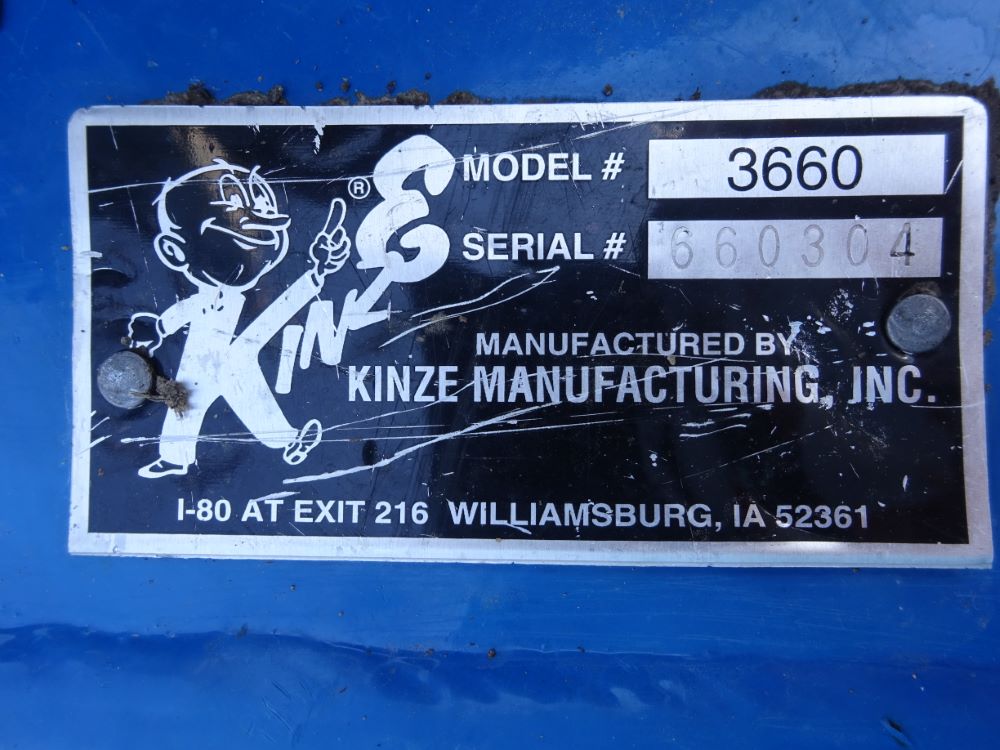 KINZE ®
MODEL # 3660
SERIAL # 660304
MANUFACTURED BY
KINZE MANUFACTURING, INC.
I-80 AT EXIT 216 WILLIAMSBURG, IA 52361